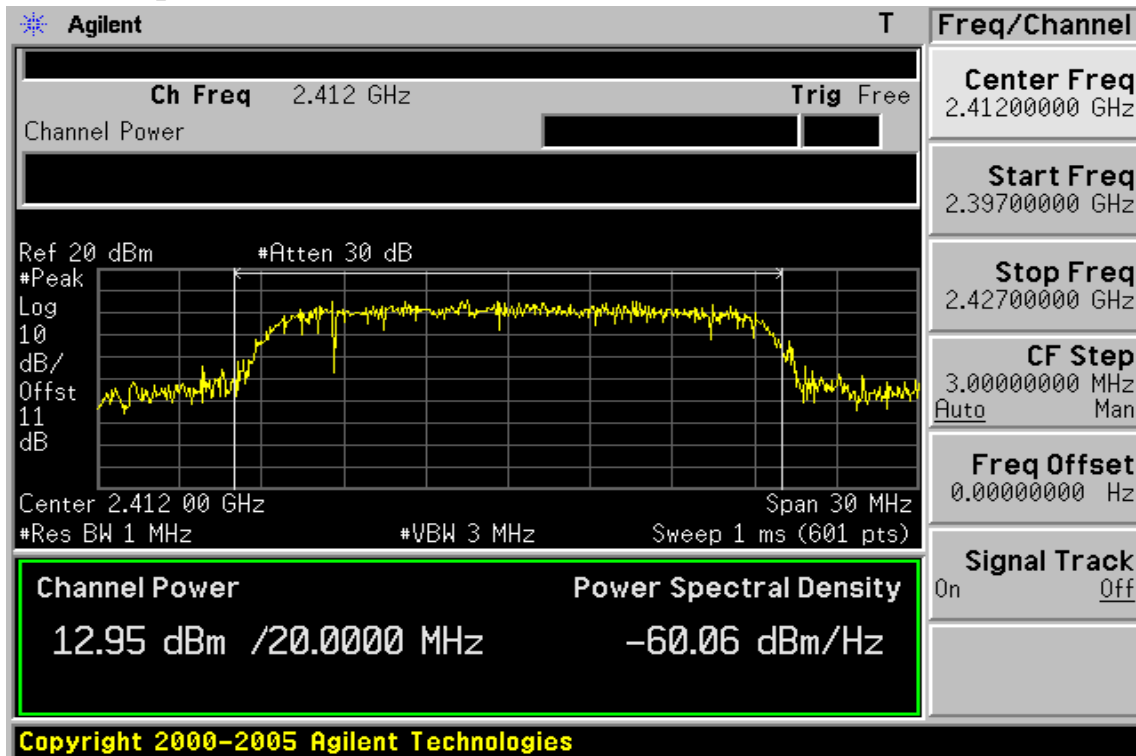 Agilent T
Freq/Channel
Ch Freq 2.412 GHz Trig Free
Channel Power
Center Freq
2.41200000 GHz
Start Freq
2.39700000 GHz
Stop Freq
2.42700000 GHz
CF Step
3.00000000 MHz
Auto Man
Freq Offset
0.00000000 Hz
Signal Track
On Off
Ref 20 dBm #Atten 30 dB
#Peak
Log
10
dB/
Offst
11
dB
Center 2.412 00 GHz Span 30 MHz
#Res BW 1 MHz #VBW 3 MHz Sweep 1 ms (601 pts)
Channel Power Power Spectral Density
12.95 dBm /20.0000 MHz -60.06 dBm/Hz
Copyright 2000-2005 Agilent Technologies